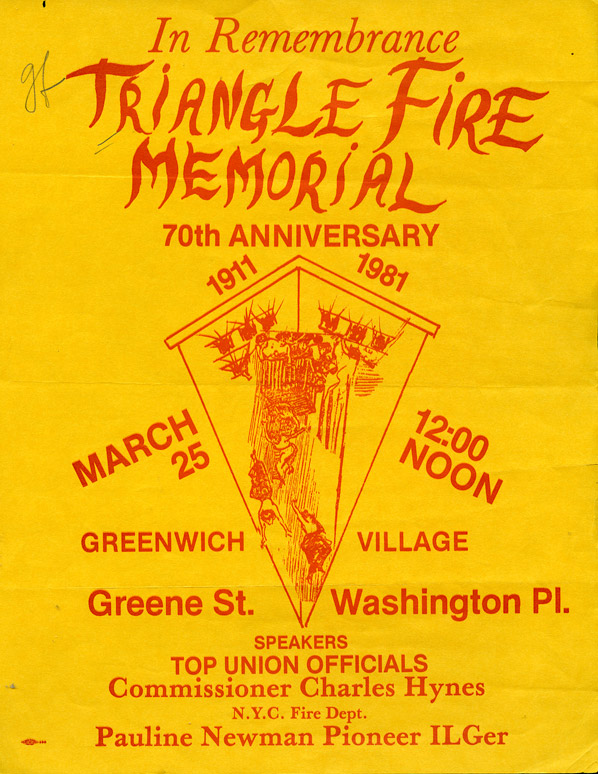 In Remembrance
gf
TRIANGLE FIRE
MEMORIAL
70th ANNIVERSARY
1911 1981
MARCH
25
12:00
NOON
GREENWICH VILLAGE
Greene St. Washington Pl.
SPEAKERS
TOP UNION OFFICIALS
Commissioner Charles Hynes
N.Y.C. Fire Dept.
Pauline Newman Pioneer ILGer